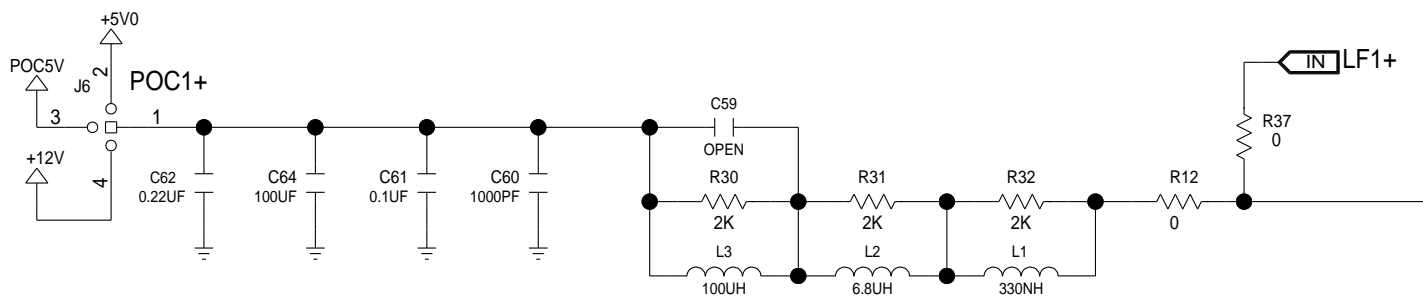 +5V0
POC5V
J6
2
POC1+
3
1
+12V
4
C62
0.22UF
C64
100UF
C61
0.1UF
C60
1000PF
C59
OPEN
R30
2K
L3
100UH
R31
2K
L2
6.8UH
R32
2K
L1
330NH
R12
0
R37
0
IN
LF1+